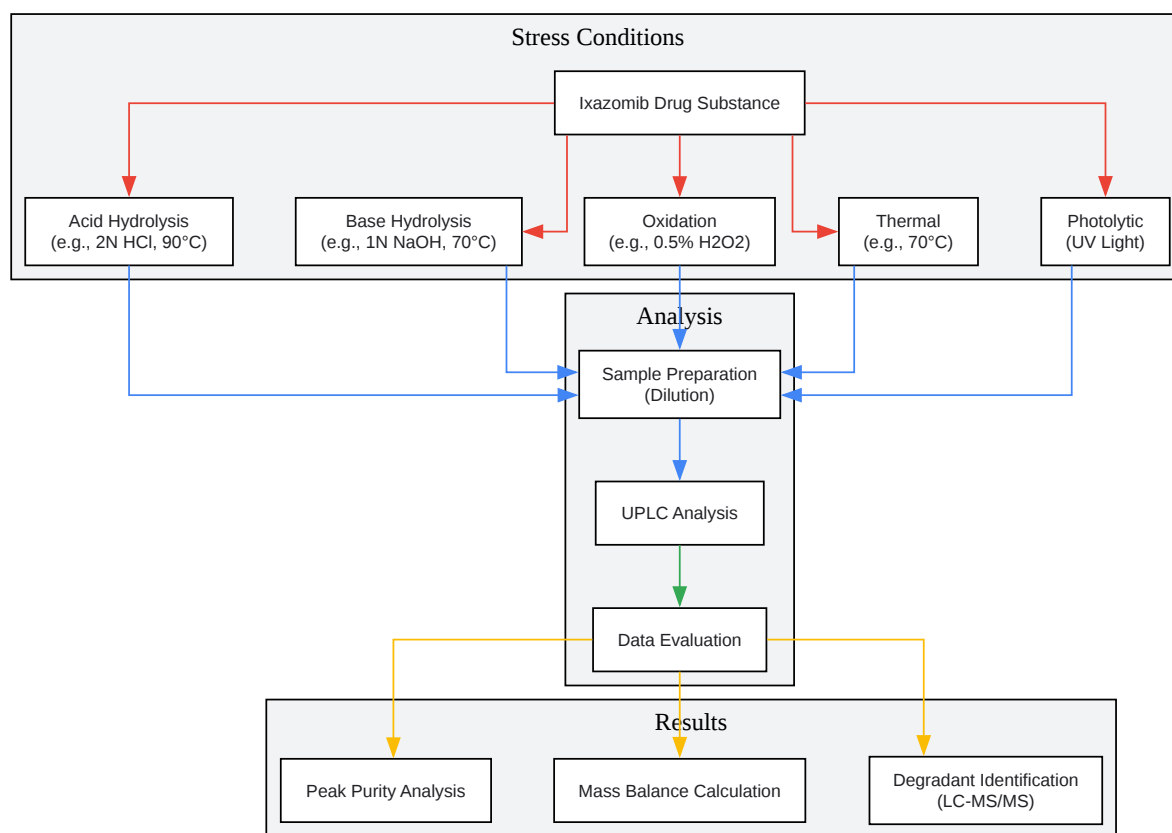 Stress Conditions
Ixazomib Drug Substance
Acid Hydrolysis
(e.g., 2N HCl, 90°C)
Base Hydrolysis
(e.g., 1N NaOH, 70°C)
Oxidation
(e.g., 0.5% H2O2)
Thermal
(e.g., 70°C)
Photolytic
(UV Light)
Analysis
Sample Preparation
(Dilution)
UPLC Analysis
Data Evaluation
Results
Peak Purity Analysis
Mass Balance Calculation
Degradant Identification
(LC-MS/MS)